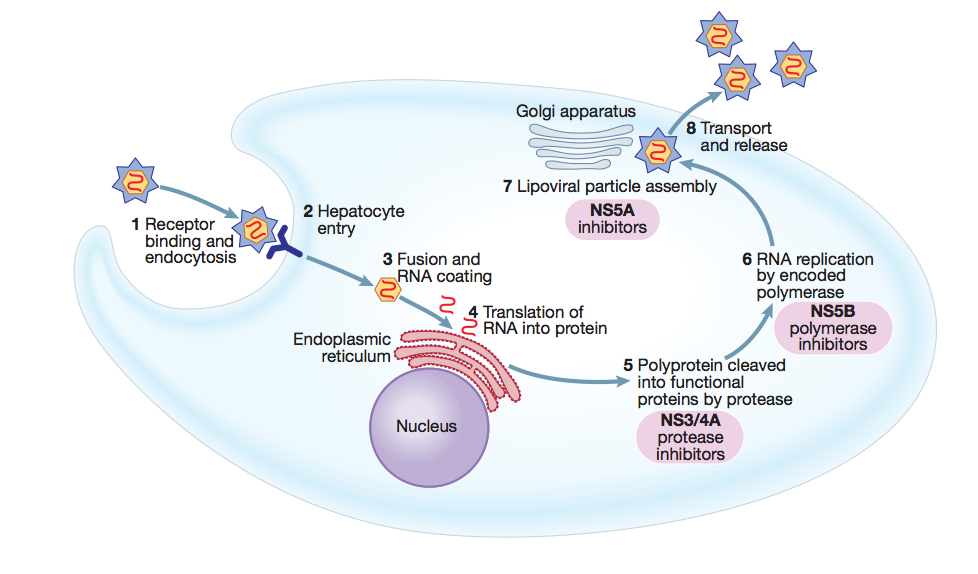 Golgi apparatus
8 Transport
and release
7 Lipoviral particle assembly
NS5A
inhibitors
1 Receptor
binding and
endocytosis
2 Hepatocyte
entry
3 Fusion and
RNA coating
4 Translation of
RNA into protein
Endoplasmic
reticulum
Nucleus
5 Polyprotein cleaved
into functional
proteins by protease
NS3/4A
protease
inhibitors
6 RNA replication
by encoded
polymerase
NS5B
polymerase
inhibitors